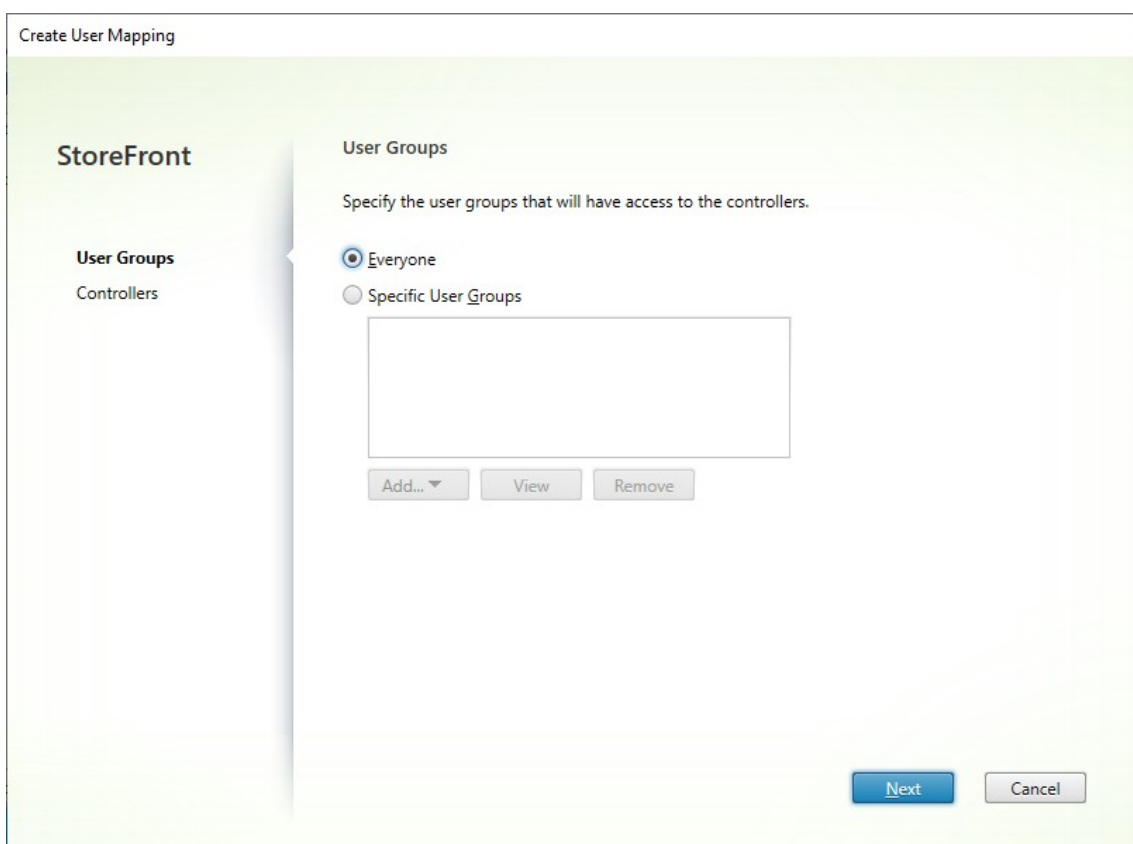 Create User Mapping
StoreFront
User Groups
Controllers
User Groups
Specify the user groups that will have access to the controllers.
Everyone
Specific User Groups
Add...
View
Remove
Next
Cancel